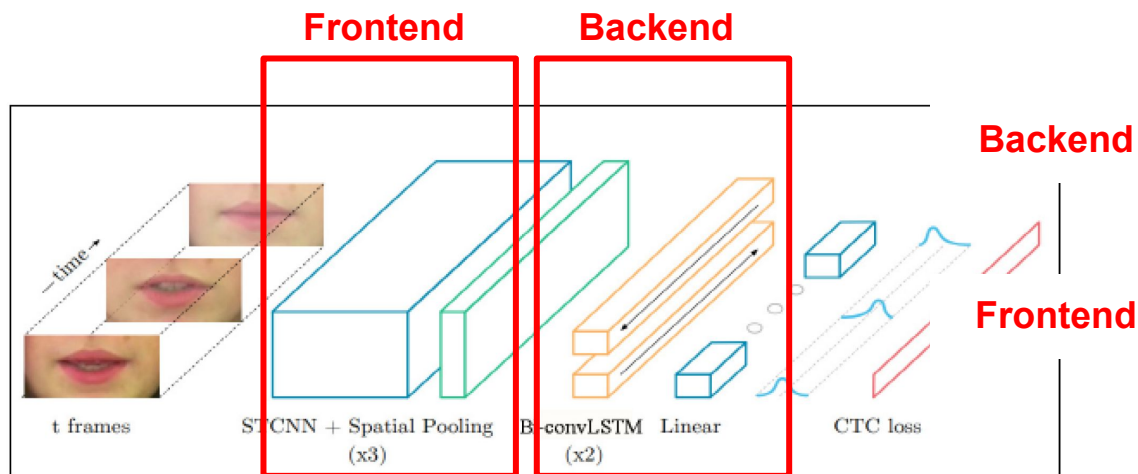 Frontend
Backend
Backend
Frontend
time
t frames
STCNN + Spatial Pooling
(x3)
Bi-convLSTM
(x2)
Linear
CTC loss